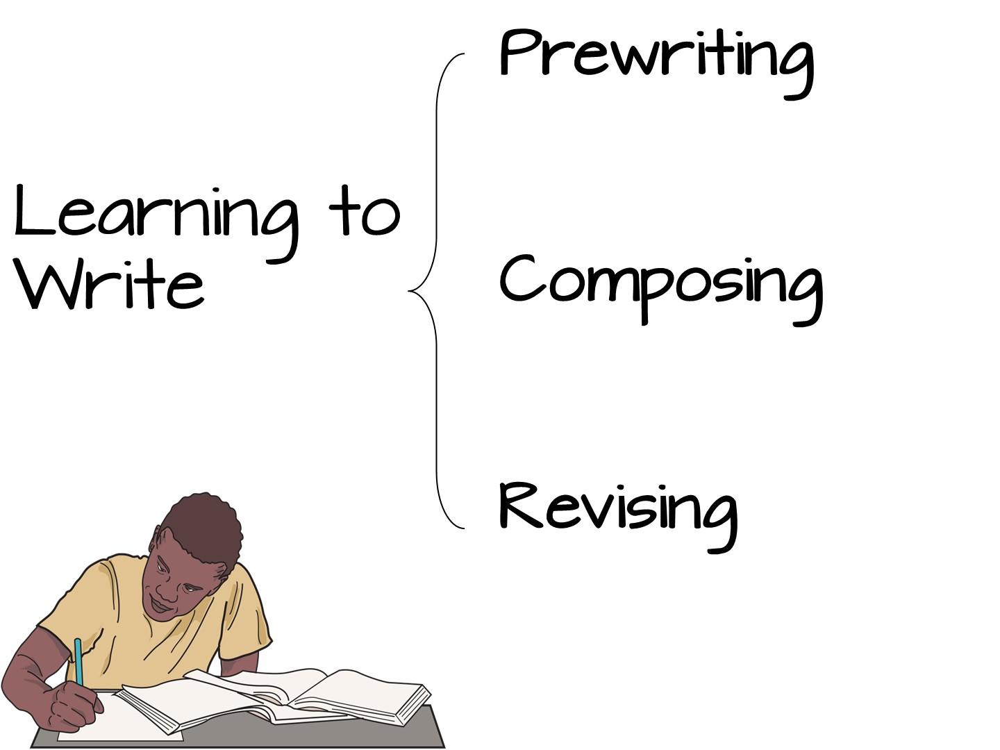 Learning to
Write
Prewriting
Composing
Revising